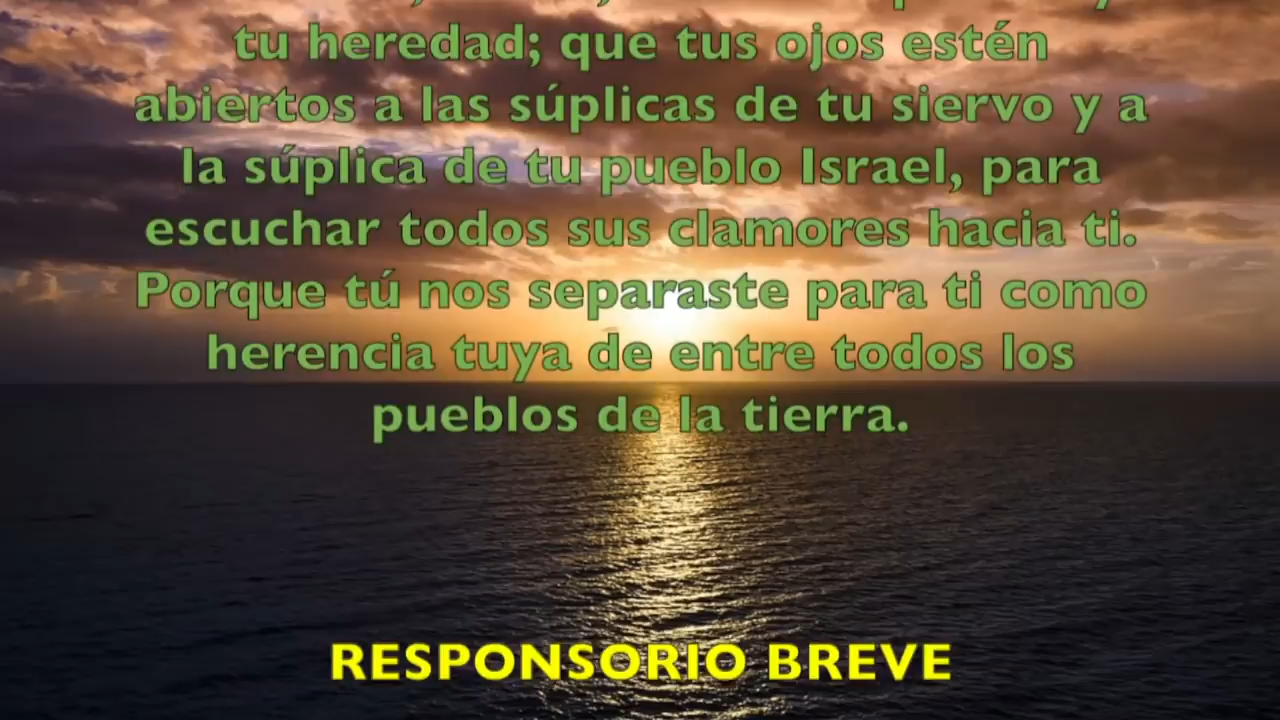 tu heredad; que tus ojos estén
abiertos a las súplicas de tu siervo y a
la súplica de tu pueblo Israel, para
escuchar todos sus clamores hacia ti.
Porque tú nos separaste para ti como
herencia tuya de entre todos los
pueblos de la tierra.
RESPONSORIO BREVE